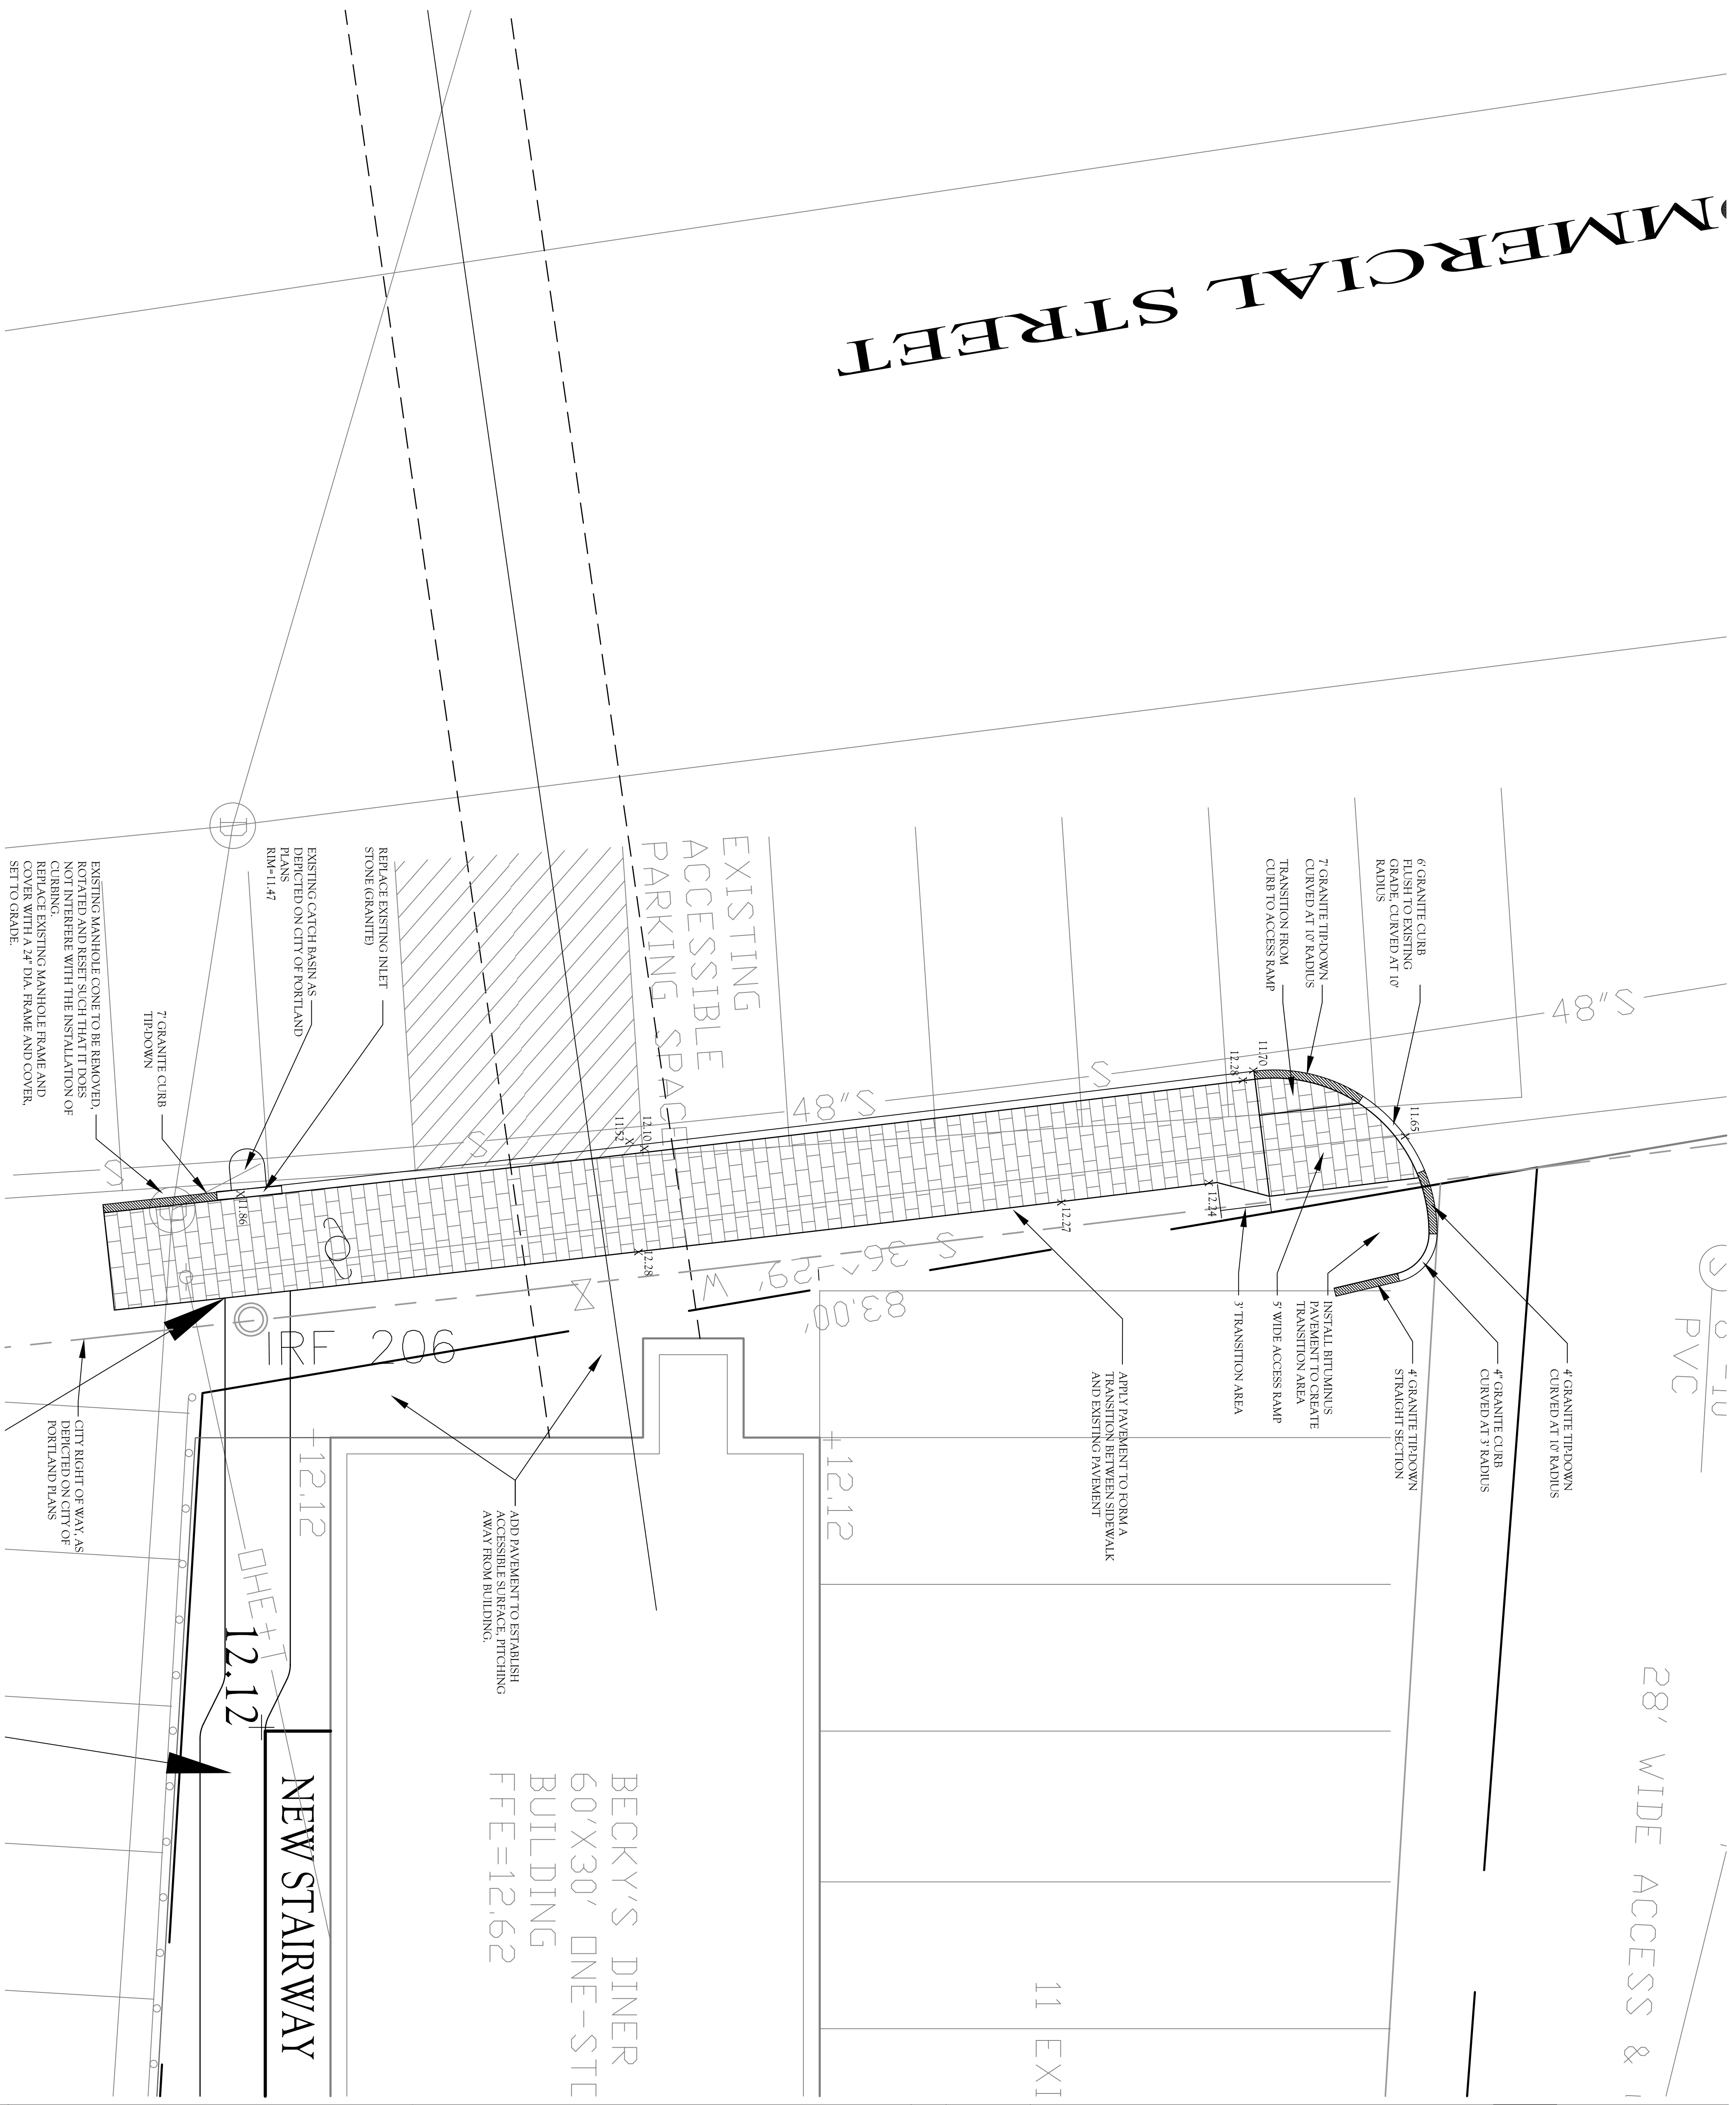 OMMERCIAL STREET
6' GRANITE CURB
FLUSH TO EXISTING
GRADE, CURVED AT 10'
RADIUS
7' GRANITE TIP-DOWN
CURVED AT 10' RADIUS
TRANSITION FROM
CURB TO ACCESS RAMP
48"S
EXISTING
ACCESSIBLE
PARKING SPACE
REPLACE EXISTING INLET
STONE (GRANITE)
EXISTING CATCH BASIN AS
DEPICTED ON CITY OF PORTLAND
PLANS
RIM=11.47
7' GRANITE CURB
TIP-DOWN
EXISTING MANHOLE CONE TO BE REMOVED,
ROTATED AND RESET SUCH THAT IT DOES
NOT INTERFERE WITH THE INSTALLATION OF
CURBING.
REPLACE EXISTING MANHOLE FRAME AND
COVER WITH A 24" DIA. FRAME AND COVER,
SET TO GRADE.
D
S
48"S
S
S
11.70
12.28
11.65
12.10
11.52
11.86
12.24
12.27
12.28
S 36°59' W
83.00'
IRF 206
4' GRANITE TIP-DOWN
CURVED AT 10' RADIUS
4' GRANITE CURB
CURVED AT 3' RADIUS
4' GRANITE TIP-DOWN
STRAIGHT SECTION
INSTALL BITUMINUS
PAVEMENT TO CREATE
TRANSITION AREA
5' WIDE ACCESS RAMP
3' TRANSITION AREA
APPLY PAVEMENT TO FORM A
TRANSITION BETWEEN SIDEWALK
AND EXISTING PAVEMENT
ADD PAVEMENT TO ESTABLISH
ACCESSIBLE SURFACE, PITCHING
AWAY FROM BUILDING.
CITY RIGHT OF WAY, AS
DEPICTED ON CITY OF
PORTLAND PLANS
PVC
+12.12
12.12
OHE+T
12.12
NEW STAIRWAY
BECKY'S DINER
60'X30' ONE-STO
BUILDING
FFE=12.62
11 EXI
28' WIDE ACCESS &